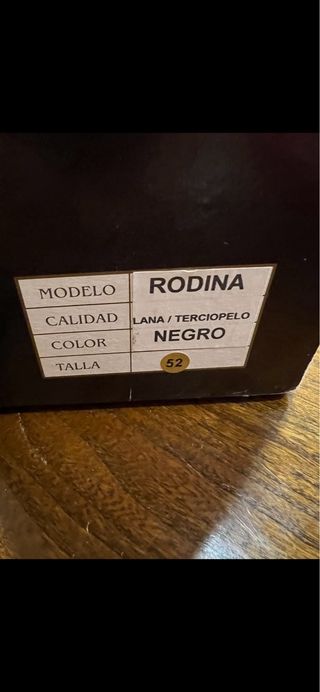 MODELO RODINA
CALIDAD LANA / TERCIOPELO
COLOR NEGRO
TALLA 52